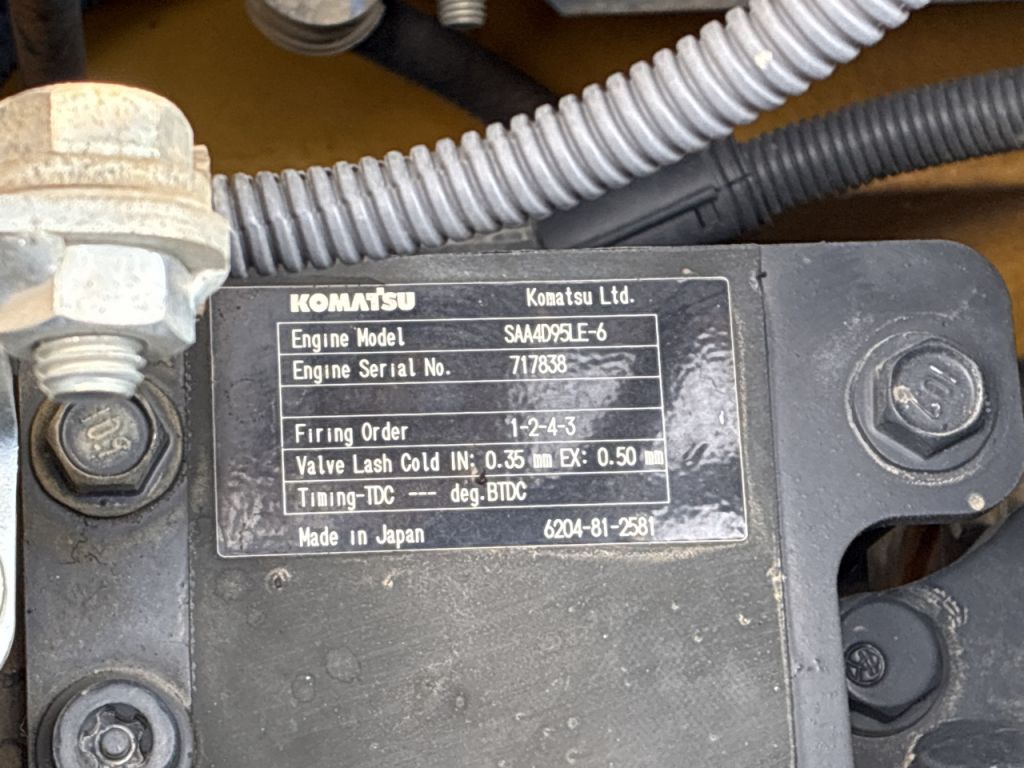 KOMATSU Komatsu Ltd.
Engine Model SAA4D95LE-6
Engine Serial No. 717838
Firing Order 1-2-4-3
Valve Lash Cold IN: 0.35 mm EX: 0.50 mm
Timing-TDC --- deg.BTDC
Made in Japan 6204-81-2581